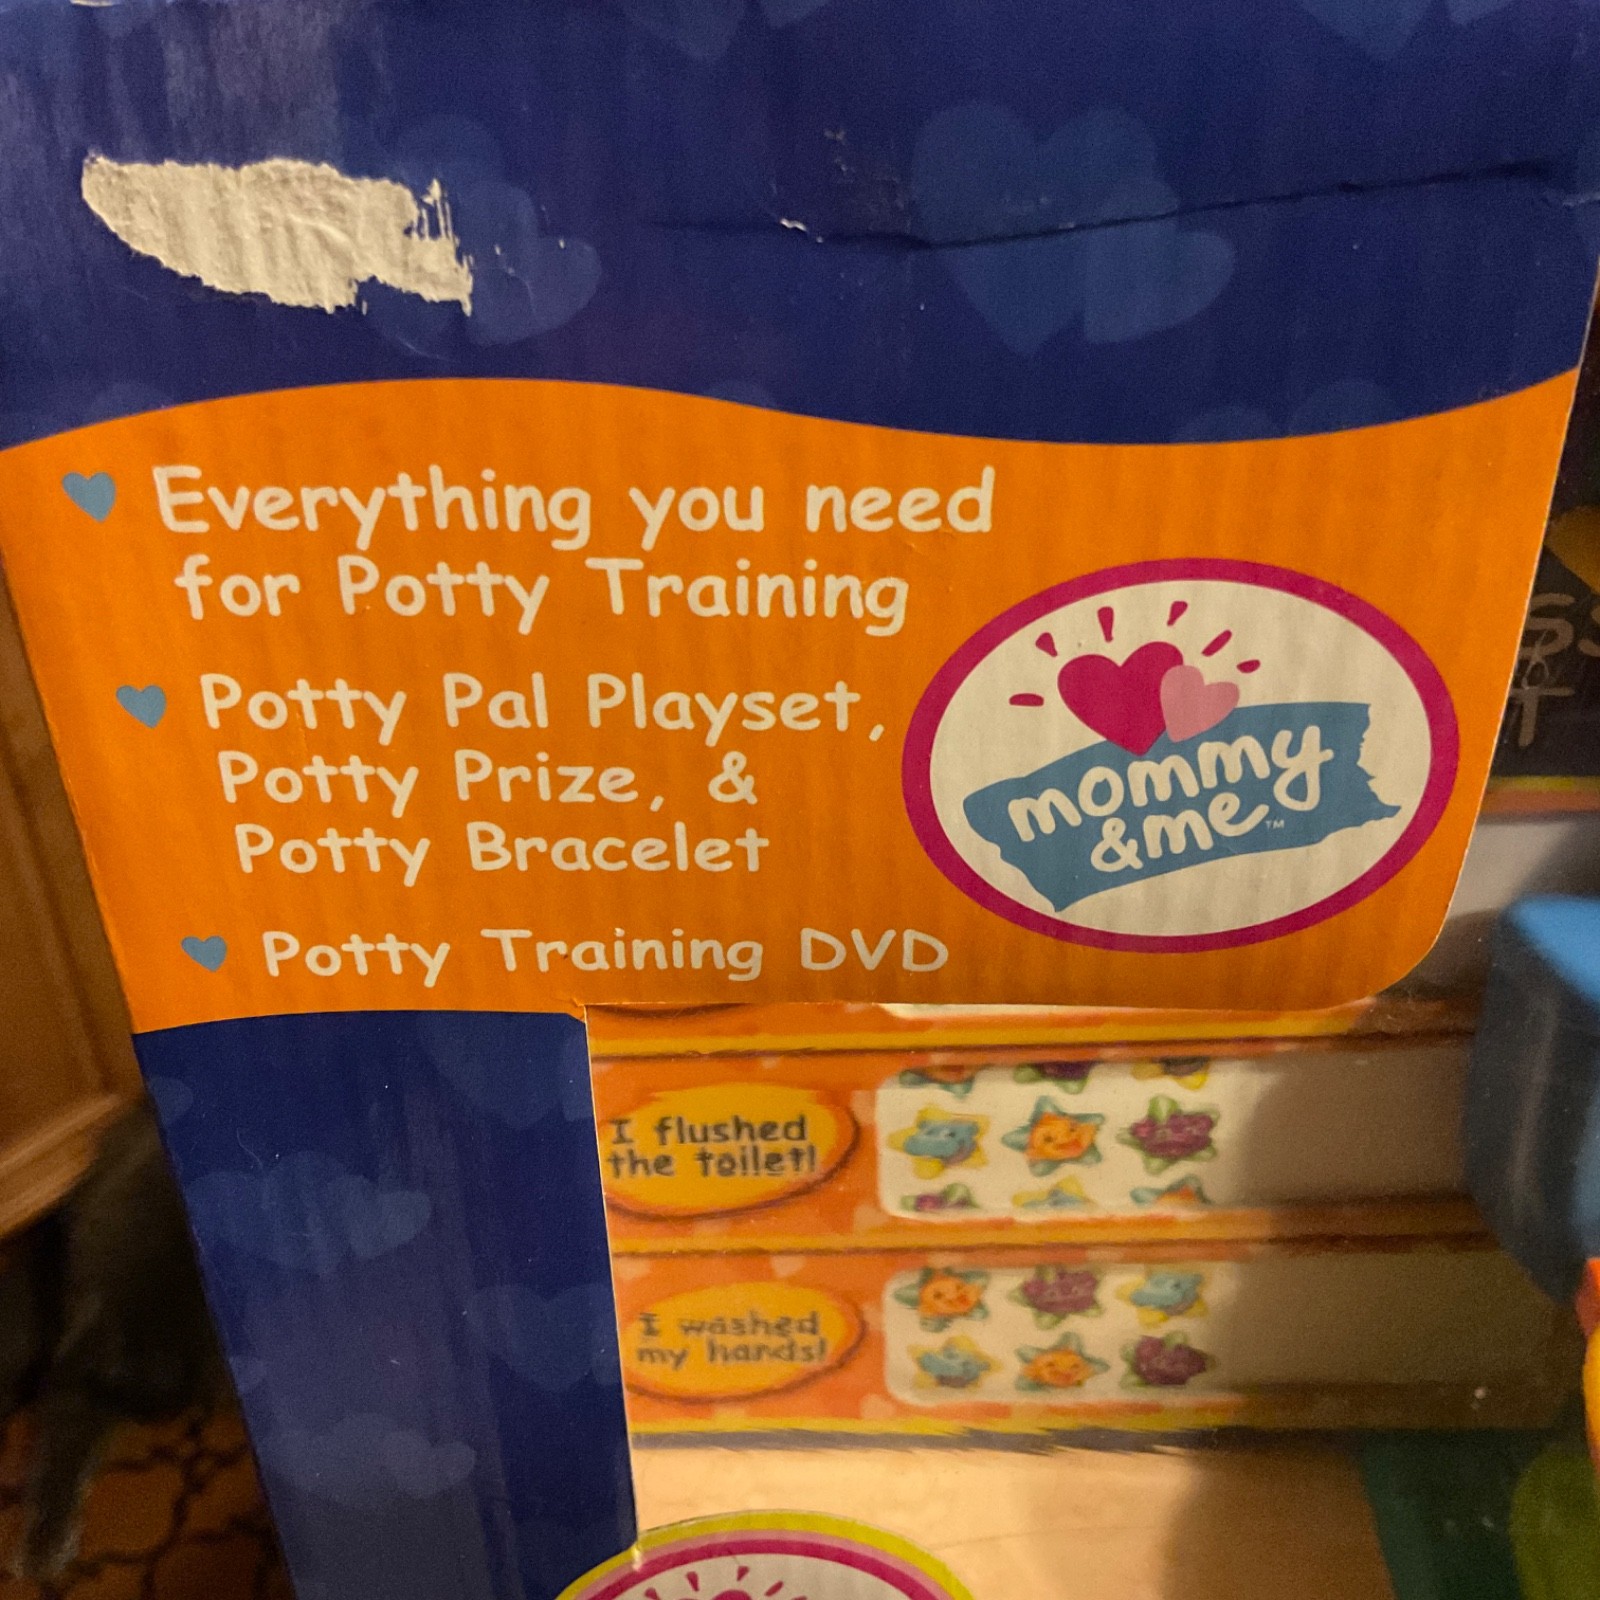 Everything you need
for Potty Training
Potty Pal Playset,
Potty Prize, &
Potty Bracelet
Potty Training DVD
mommy
&me™
I flushed
the toilet!
I washed
my hands!